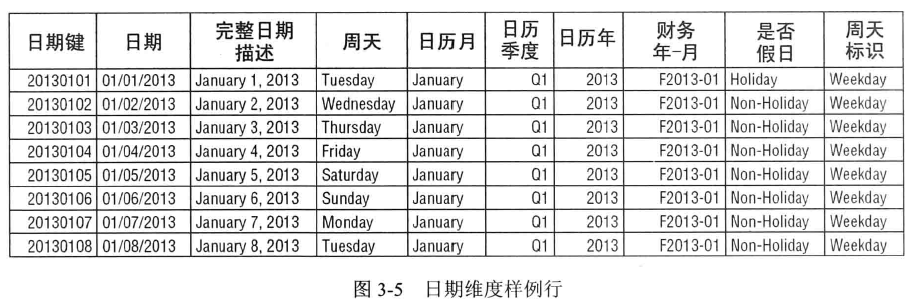 日期键 日期 完整日期描述 周天 日历月 日历季度 日历年 财务年-月 是否假日 周天标识
20130101 01/01/2013 January 1, 2013 Tuesday January Q1 2013 F2013-01 Holiday Weekday
20130102 01/02/2013 January 2, 2013 Wednesday January Q1 2013 F2013-01 Non-Holiday Weekday
20130103 01/03/2013 January 3, 2013 Thursday January Q1 2013 F2013-01 Non-Holiday Weekday
20130104 01/04/2013 January 4, 2013 Friday January Q1 2013 F2013-01 Non-Holiday Weekday
20130105 01/05/2013 January 5, 2013 Saturday January Q1 2013 F2013-01 Non-Holiday Weekday
20130106 01/06/2013 January 6, 2013 Sunday January Q1 2013 F2013-01 Non-Holiday Weekday
20130107 01/07/2013 January 7, 2013 Monday January Q1 2013 F2013-01 Non-Holiday Weekday
20130108 01/08/2013 January 8, 2013 Tuesday January Q1 2013 F2013-01 Non-Holiday Weekday
图 3-5 日期维度样例行